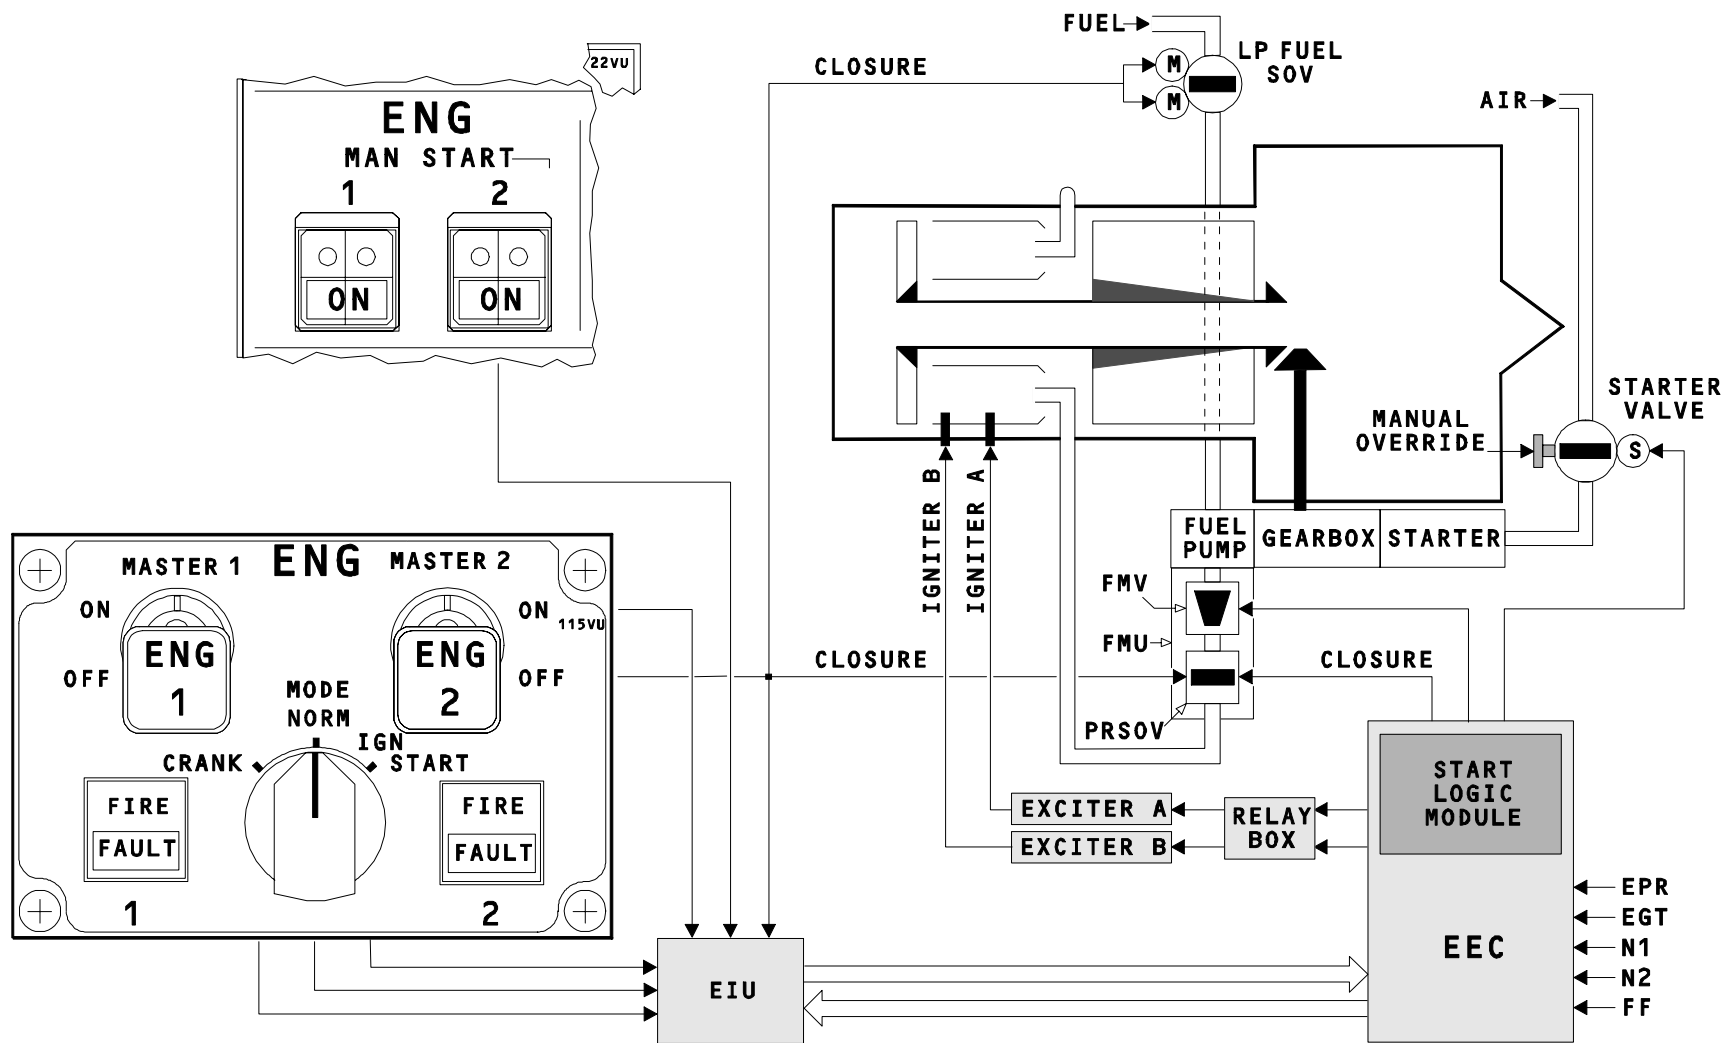 22VU
ENG
MAN START
1 2
ON ON
FUEL
LP FUEL
SOV
M
M
CLOSURE
AIR
STARTER
VALVE
MANUAL
OVERRIDE
S
IGNITER B
IGNITER A
FUEL
PUMP
GEARBOX
STARTER
FMV
FMU
CLOSURE
CLOSURE
PRSOV
MASTER 1 ENG MASTER 2
ON ON
115VU
ENG
1
ENG
2
OFF OFF
MODE
NORM
CRANK
IGN
START
FIRE
FAULT
1
FIRE
FAULT
2
EXCITER A
EXCITER B
RELAY
BOX
START
LOGIC
MODULE
EEC
EPR
EGT
N1
N2
FF
EIU